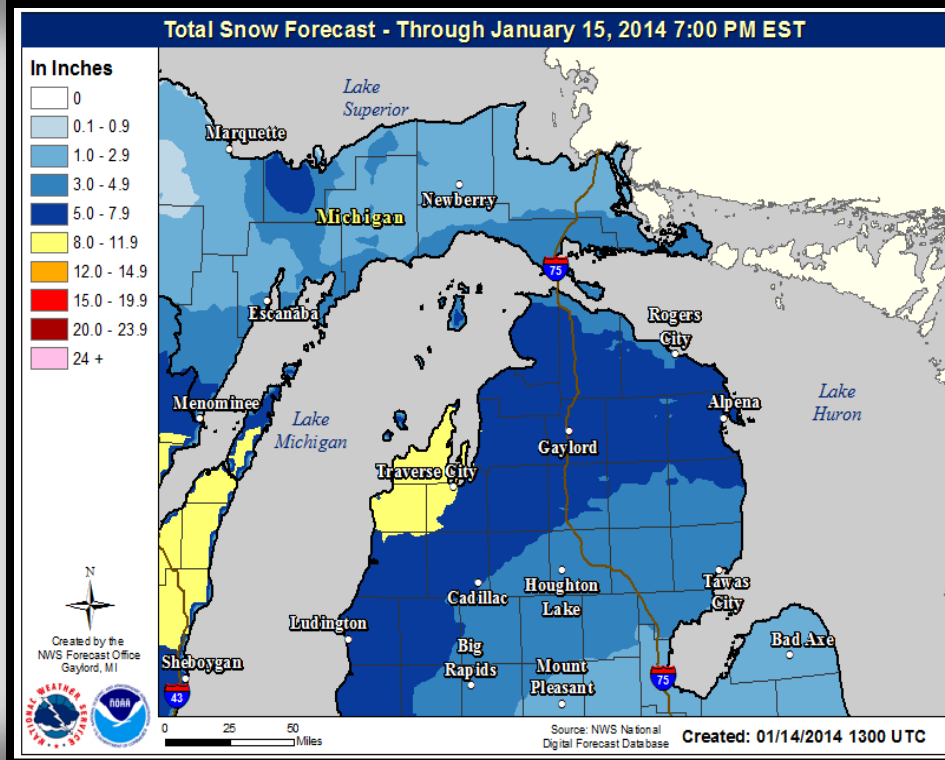 Total Snow Forecast - Through January 15, 2014 7:00 PM EST
In Inches
0
0.1 - 0.9
1.0 - 2.9
3.0 - 4.9
5.0 - 7.9
8.0 - 11.9
12.0 - 14.9
15.0 - 19.9
20.0 - 23.9
24 +
Lake
Superior
Marquette
Newberry
Michigan
75
Escanaba
Rogers
City
Menominee
Lake
Michigan
Alpena
Lake
Huron
Gaylord
Traverse City
Cadillac
Houghton
Lake
Tawas
City
Ludington
Big
Rapids
Bad Axe
Mount
Pleasant
75
Sheboygan
43
N
Created by the
NWS Forecast Office
Gaylord, MI
NATIONAL WEATHER SERVICE
NOAA
0 25 50
Miles
Source: NWS National
Digital Forecast Database
Created: 01/14/2014 1300 UTC